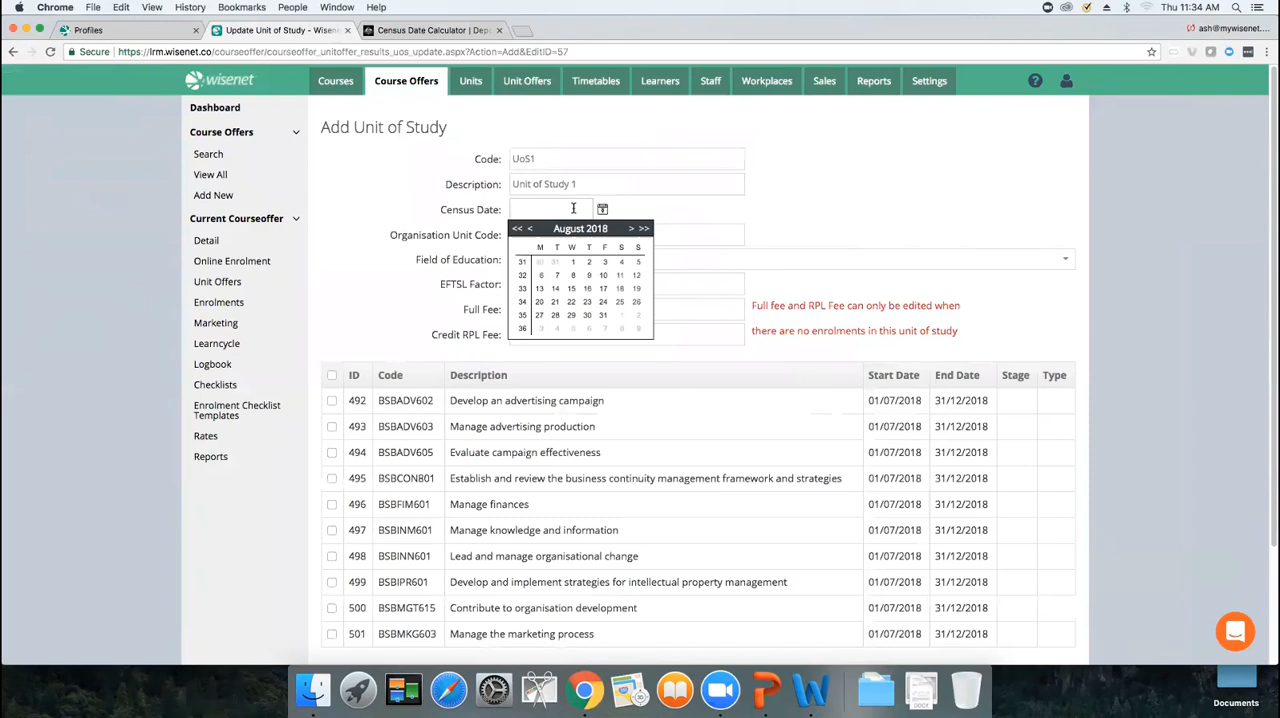 Chrome File Edit View History Bookmarks People Window Help Thu 11:34 AM
Profiles
Update Unit of Study - Wisen
Census Date Calculator | Dep
ash@mywisenet....
Secure https://lrm.wisenet.co/courseoffer/courseoffer_unitoffer_results_uos_update.aspx?Action=Add&EditID=57
wisenet Courses Course Offers Units Unit Offers Timetables Learners Staff Workplaces Sales Reports Settings
Dashboard
Course Offers
Search
View All
Add New
Current Courseoffer
Detail
Online Enrolment
Unit Offers
Enrolments
Marketing
Learncycle
Logbook
Checklists
Enrolment Checklist
Templates
Rates
Reports
Add Unit of Study
Code: UoS1
Description: Unit of Study 1
Census Date:
Organisation Unit Code:
Field of Education:
EFTSL Factor:
Full Fee:
Credit RPL Fee:
Full fee and RPL Fee can only be edited when
there are no enrolments in this unit of study
<< < August 2018 > >>
M T W T F S S
31 30 31 1 2 3 4 5
32 6 7 8 9 10 11 12
33 13 14 15 16 17 18 19
34 20 21 22 23 24 25 26
35 27 28 29 30 31 1 2
36 3 4 5 6 7 8 9
ID Code Description Start Date End Date Stage Type
492 BSBADV602 Develop an advertising campaign 01/07/2018 31/12/2018
493 BSBADV603 Manage advertising production 01/07/2018 31/12/2018
494 BSBADV605 Evaluate campaign effectiveness 01/07/2018 31/12/2018
495 BSBCON801 Establish and review the business continuity management framework and strategies 01/07/2018 31/12/2018
496 BSBFIM601 Manage finances 01/07/2018 31/12/2018
497 BSBINM601 Manage knowledge and information 01/07/2018 31/12/2018
498 BSBINN601 Lead and manage organisational change 01/07/2018 31/12/2018
499 BSBIPR601 Develop and implement strategies for intellectual property management 01/07/2018 31/12/2018
500 BSBMGT615 Contribute to organisation development 01/07/2018 31/12/2018
501 BSBMKG603 Manage the marketing process 01/07/2018 31/12/2018
Documents